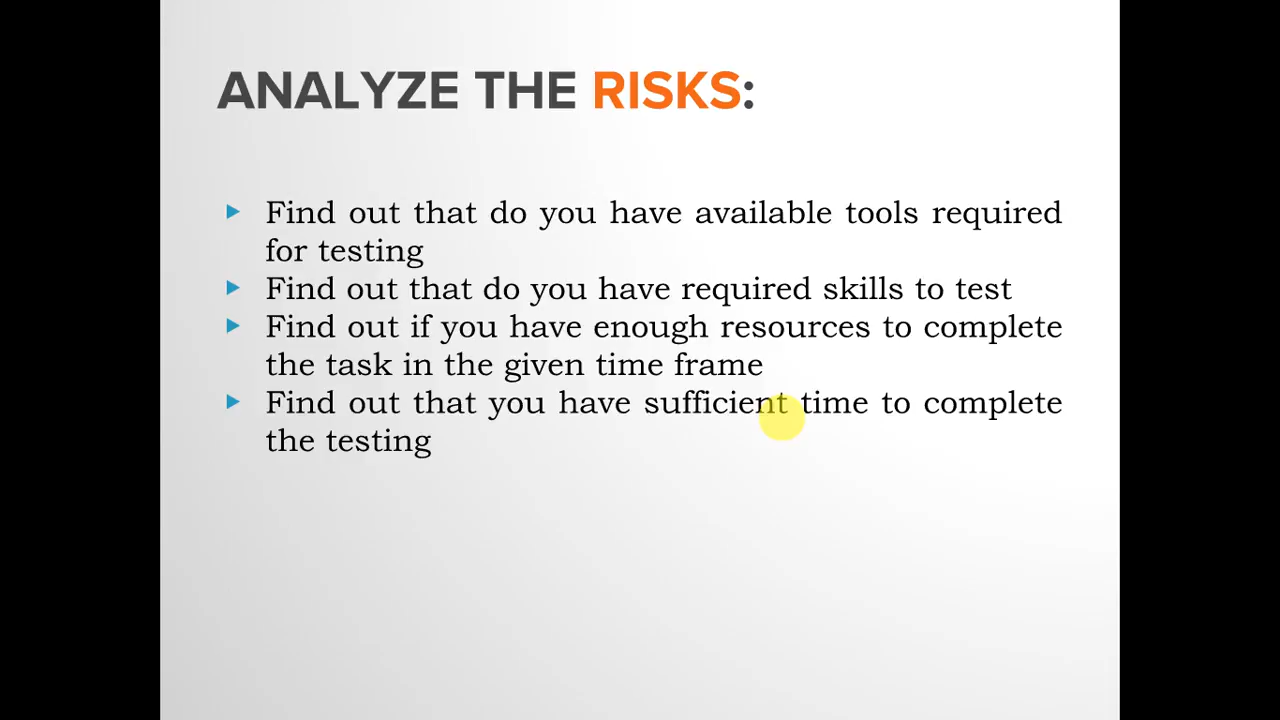 ANALYZE THE RISKS:
Find out that do you have available tools required
for testing
Find out that do you have required skills to test
Find out if you have enough resources to complete
the task in the given time frame
Find out that you have sufficient time to complete
the testing